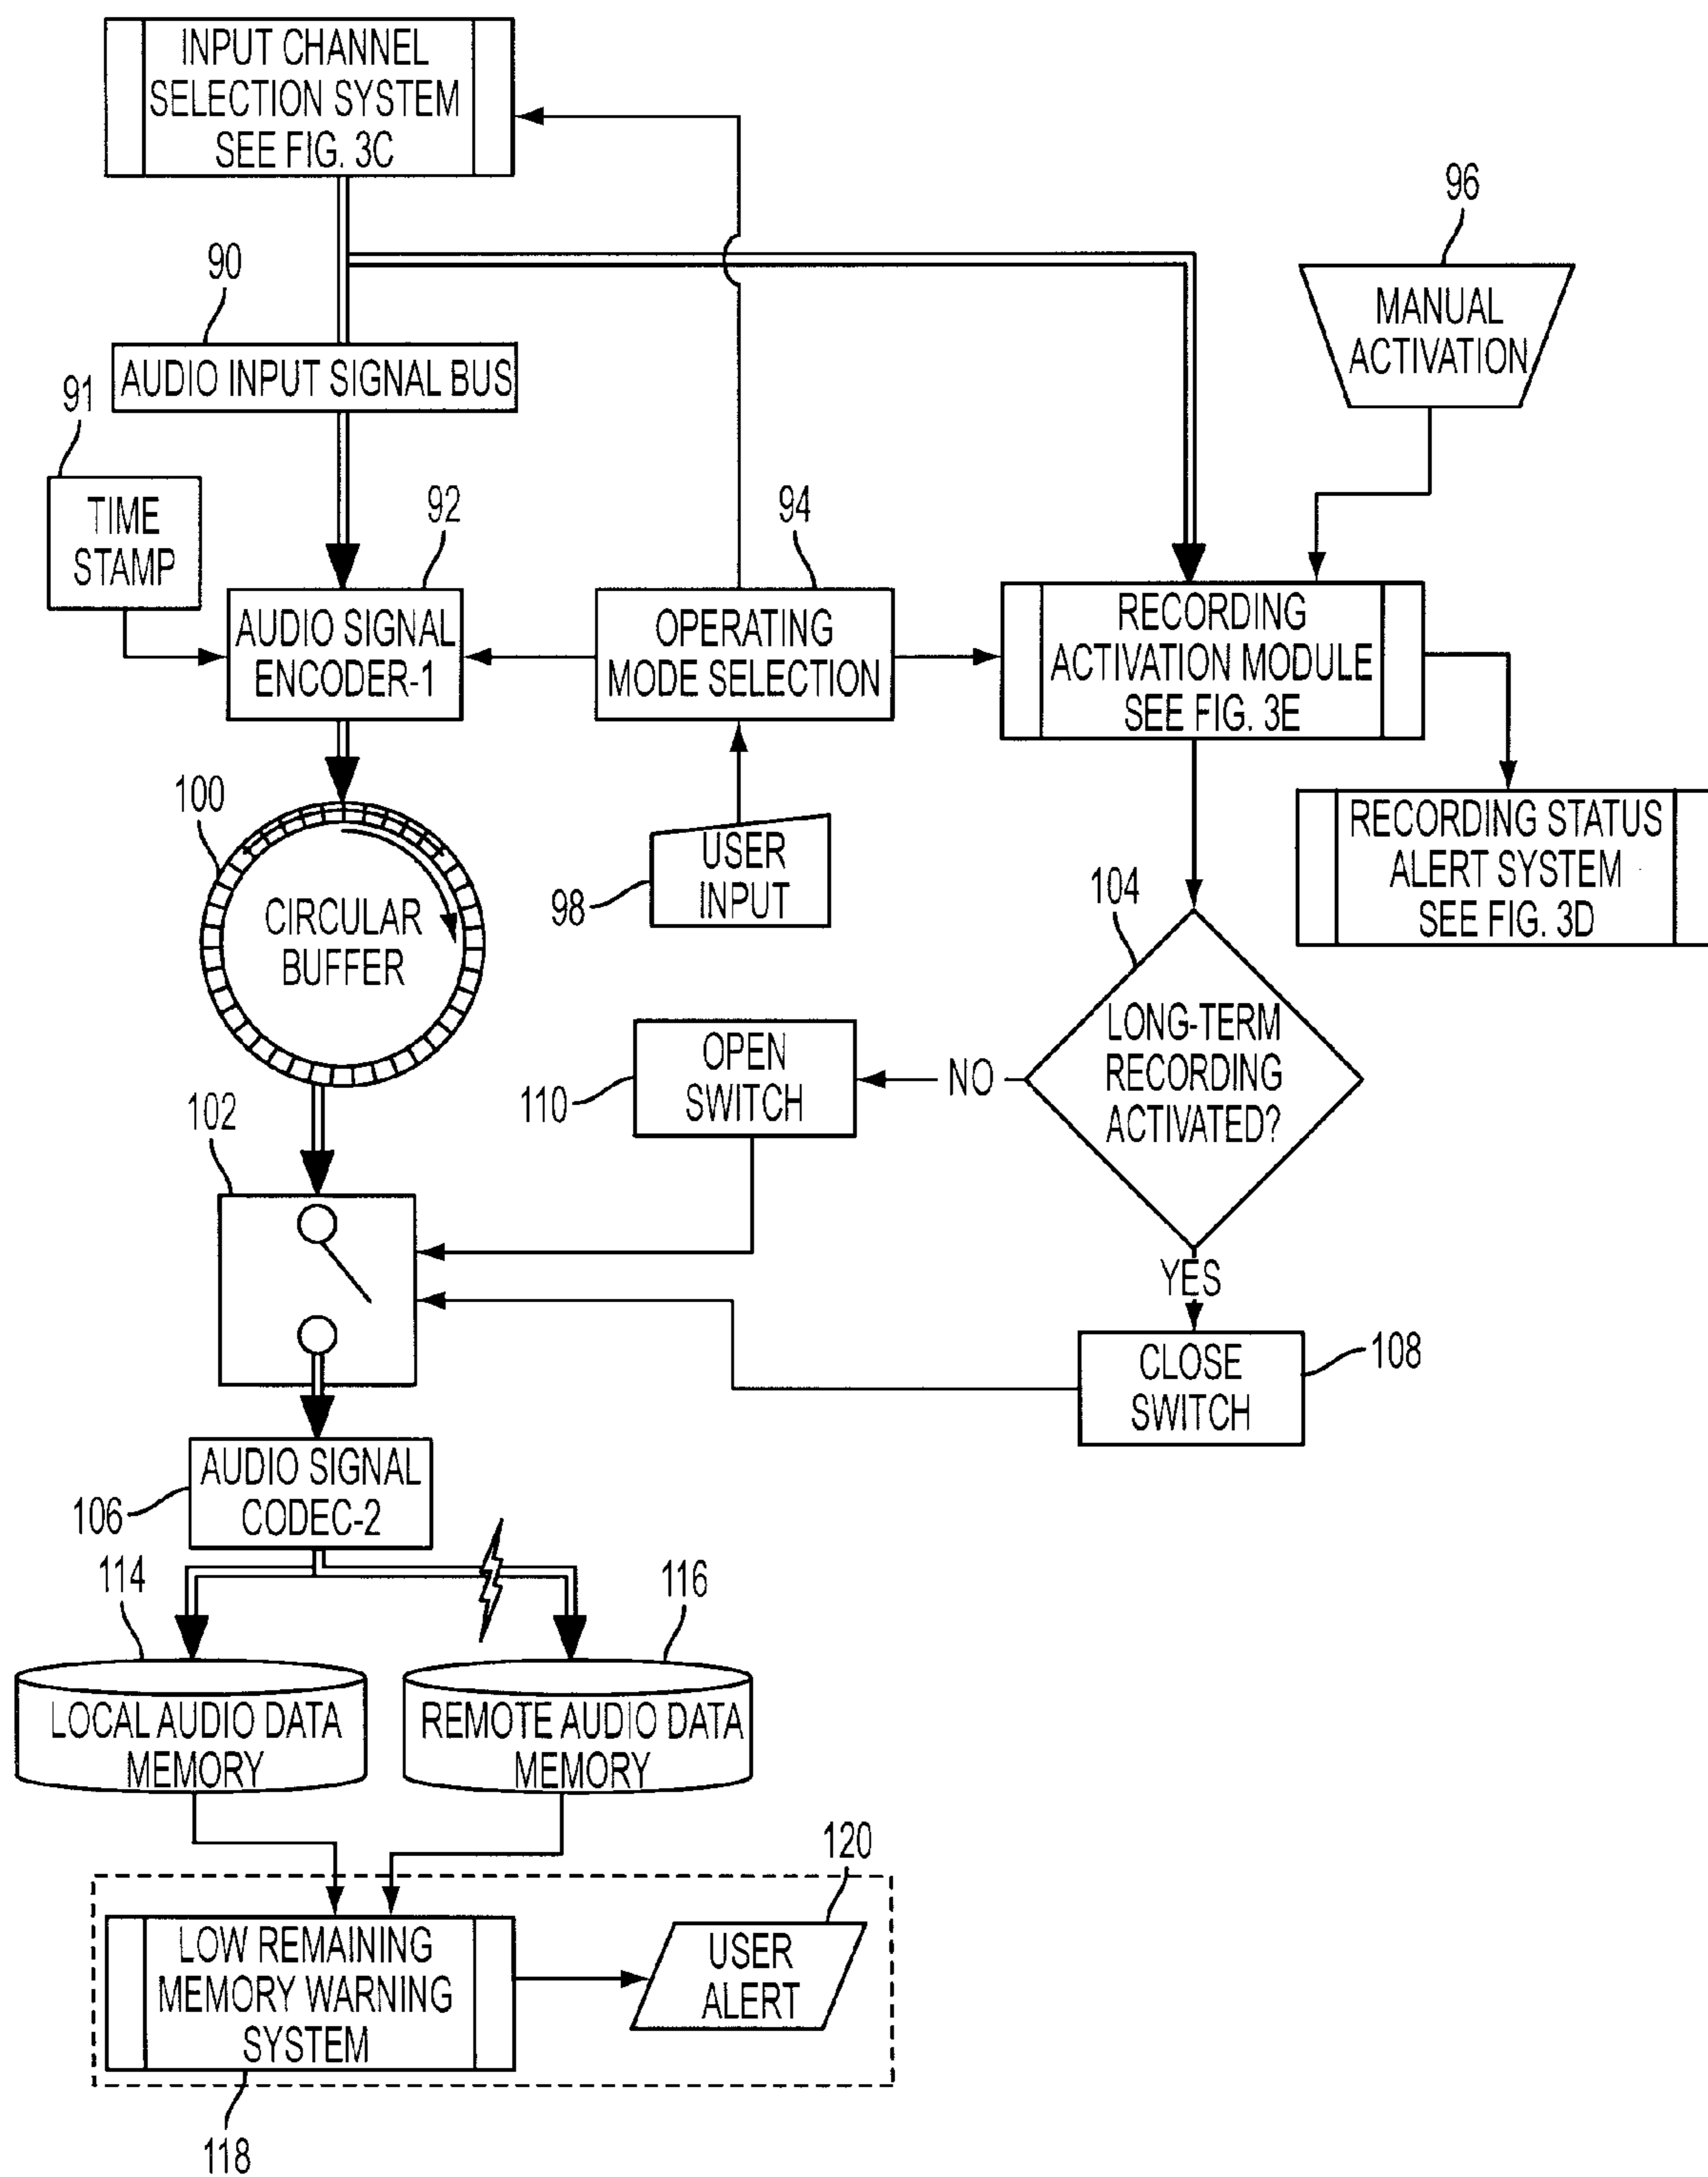 INPUT CHANNEL
SELECTION SYSTEM
SEE FIG. 3C
96
MANUAL
ACTIVATION
90
AUDIO INPUT SIGNAL BUS
91
TIME
STAMP
92
AUDIO SIGNAL
ENCODER-1
94
OPERATING
MODE SELECTION
RECORDING
ACTIVATION MODULE
SEE FIG. 3E
RECORDING STATUS
ALERT SYSTEM
SEE FIG. 3D
100
CIRCULAR
BUFFER
USER
INPUT
98
104
LONG-TERM
RECORDING
ACTIVATED?
NO
OPEN
SWITCH
110
102
YES
CLOSE
SWITCH
108
AUDIO SIGNAL
CODEC-2
106
114
116
LOCAL AUDIO DATA
MEMORY
REMOTE AUDIO DATA
MEMORY
120
LOW REMAINING
MEMORY WARNING
SYSTEM
USER
ALERT
118